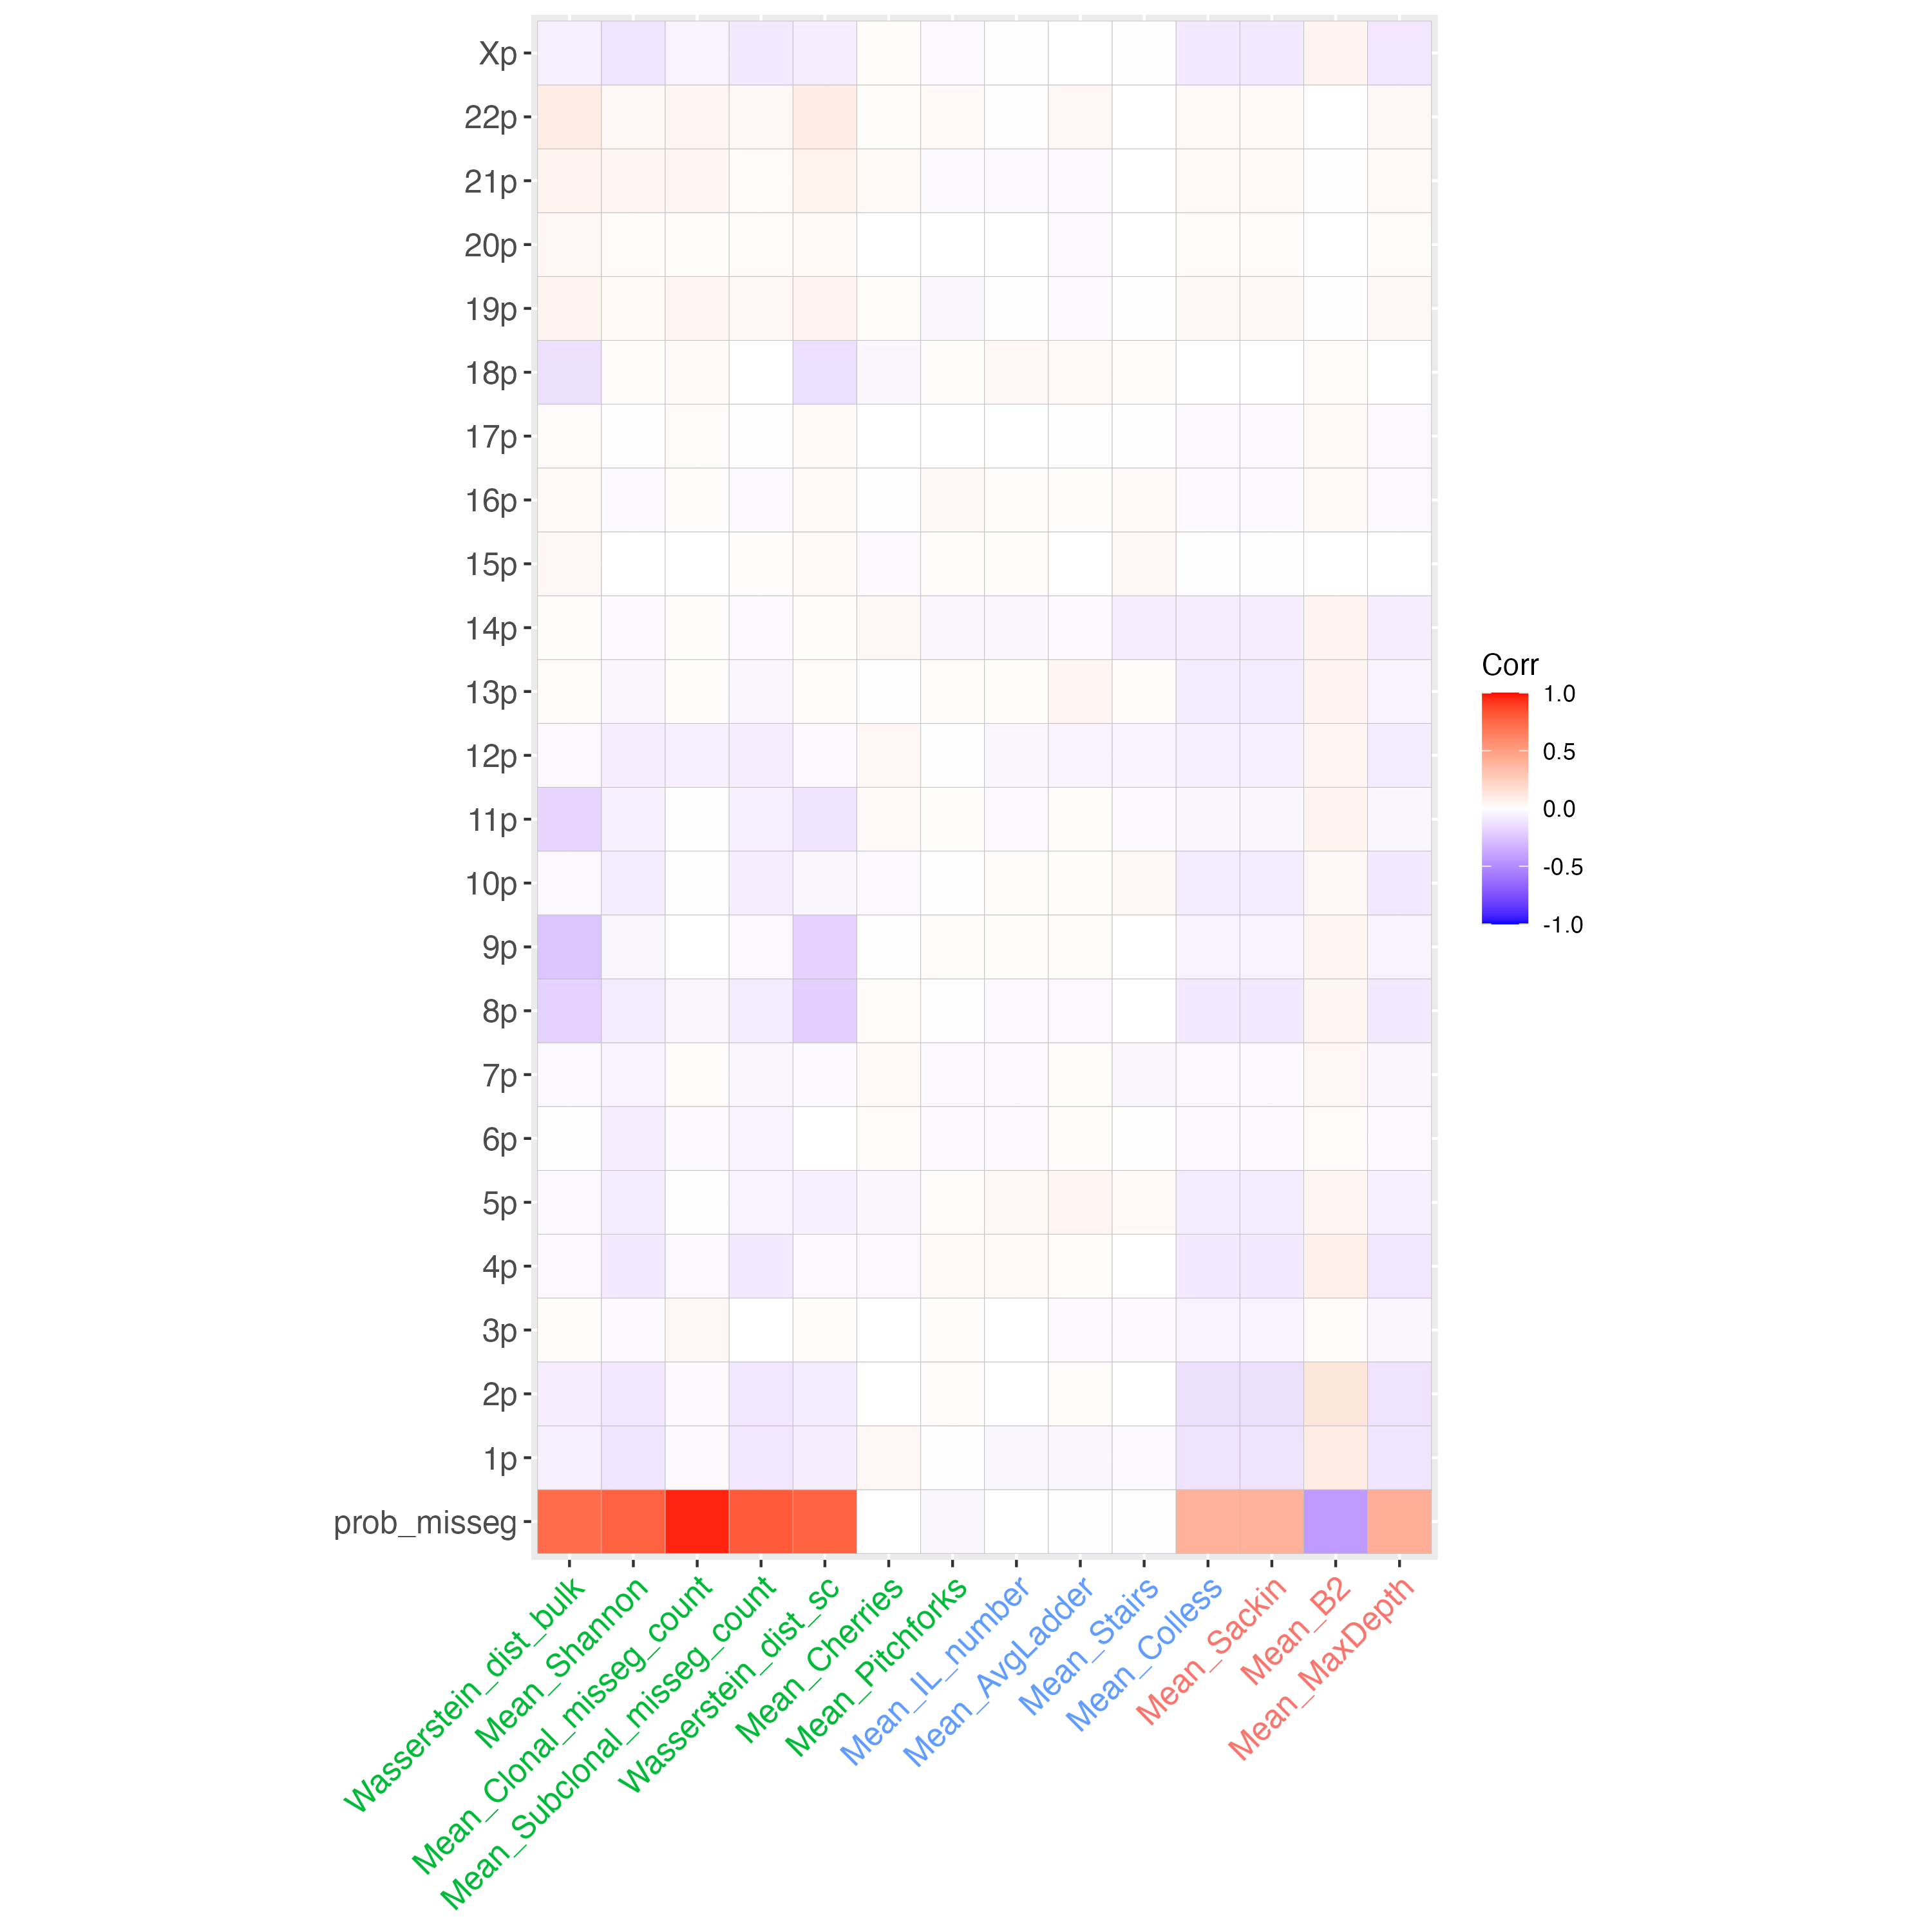 Xp
22p
21p
20p
19p
18p
17p
16p
15p
14p
13p
12p
11p
10p
9p
8p
7p
6p
5p
4p
3p
2p
1p
prob_misseg
Wasserstein_dist_bulk
Mean_Shannon
Mean_Clonal_misseg_count
Mean_Subclonal_misseg_count
Wasserstein_dist_sc
Mean_Cherries
Mean_Pitchforks
Mean_IL_number
Mean_AvgLadder
Mean_Stairs
Mean_Colless
Mean_Sackin
Mean_B2
Mean_MaxDepth
Corr
1.0
0.5
0.0
-0.5
-1.0